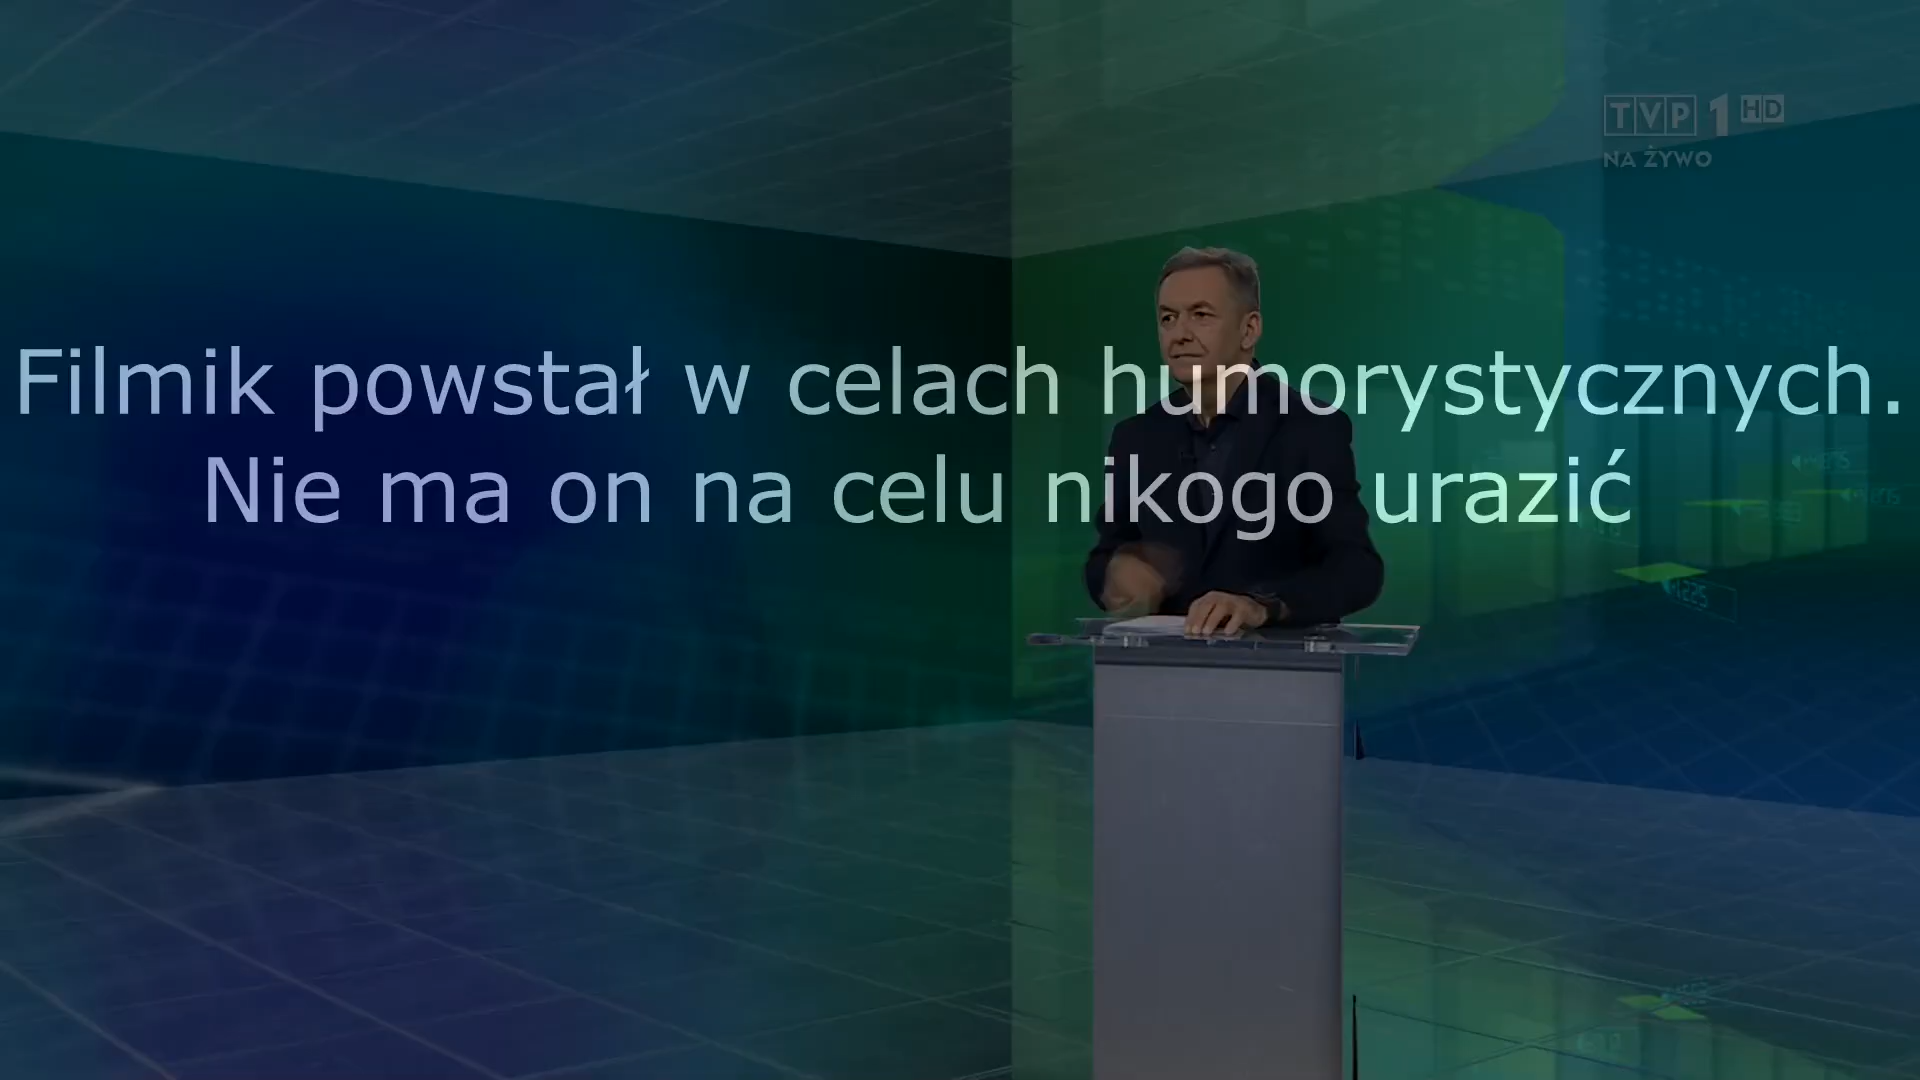 TVP 1 HD
NA ŻYWO
Filmik powstał w celach humorystycznych.
Nie ma on na celu nikogo urazić